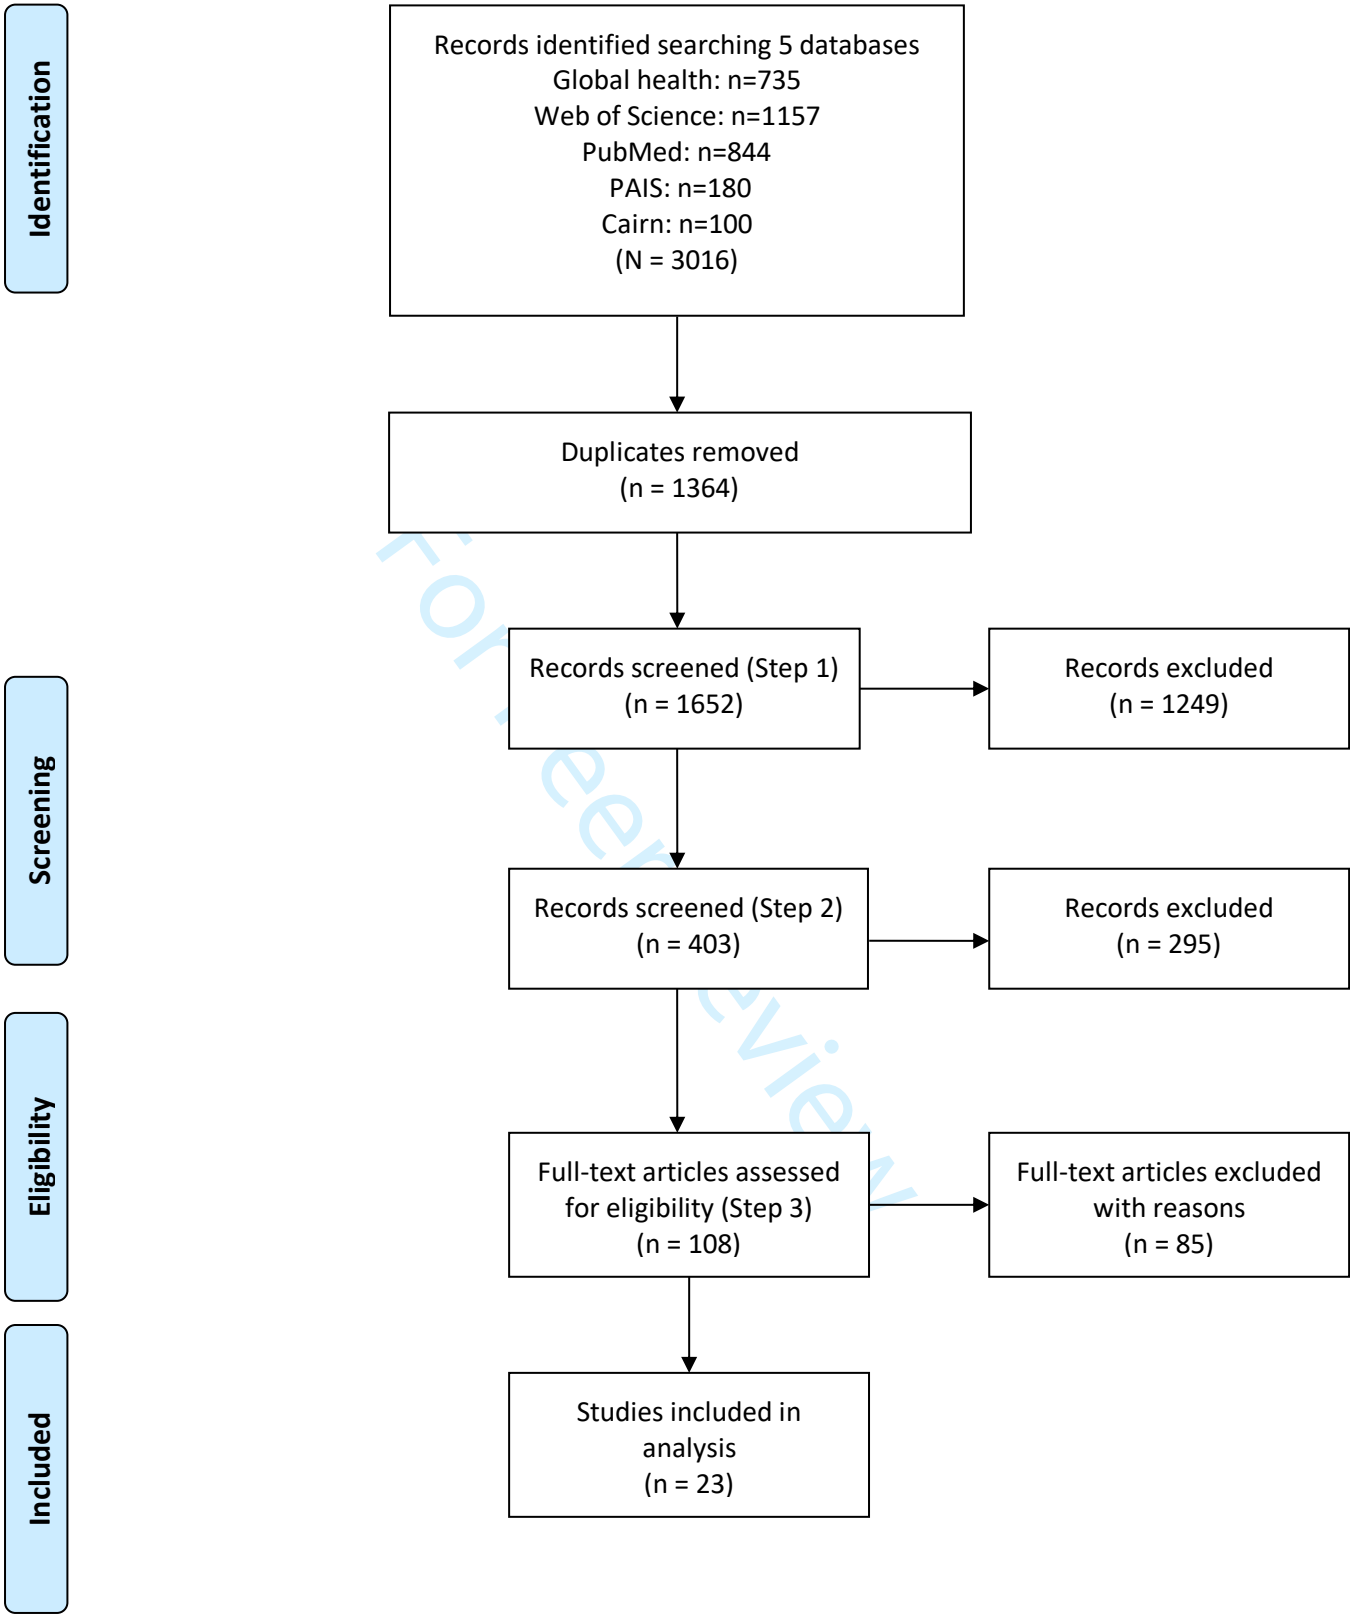 Identification
Records identified searching 5 databases
Global health: n=735
Web of Science: n=1157
PubMed: n=844
PAIS: n=180
Cairn: n=100
(N = 3016)
Duplicates removed
(n = 1364)
Screening
Records screened (Step 1)
(n = 1652)
Records excluded
(n = 1249)
Records screened (Step 2)
(n = 403)
Records excluded
(n = 295)
Eligibility
Full-text articles assessed
for eligibility (Step 3)
(n = 108)
Full-text articles excluded
with reasons
(n = 85)
Included
Studies included in
analysis
(n = 23)
For Peer Review